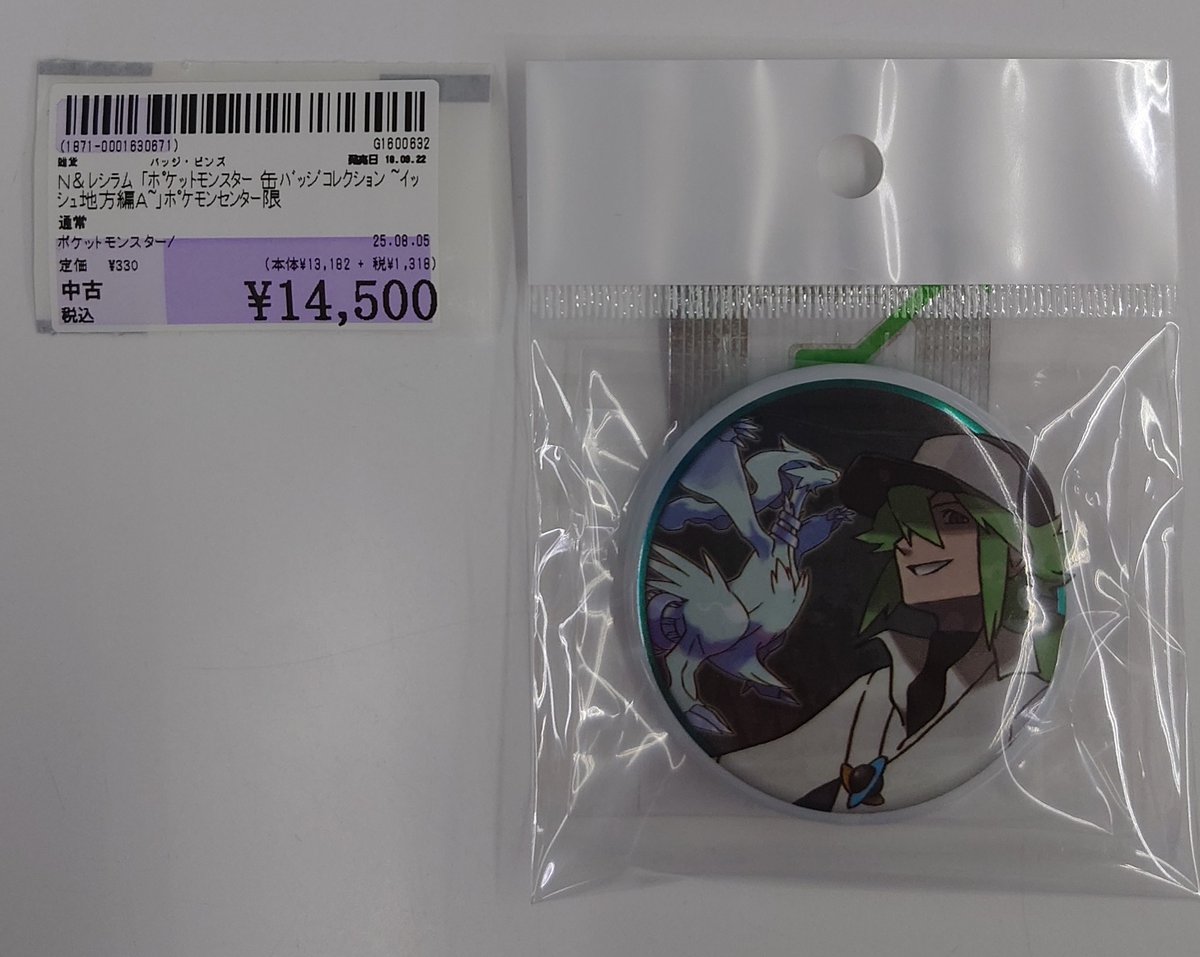 (1871-0001630671) G1600632
雑貨 バッジ・ピンズ 発売日 18.09.22
N&レシラム 「ポケットモンスター 缶バッジコレクション ~イッ
シュ地方編A~」ポケモンセンター限
通常
ポケットモンスター/ 25.08.05
定価 ¥330 (本体¥13,182 + 税¥1,318)
中古 ¥14,500
税込